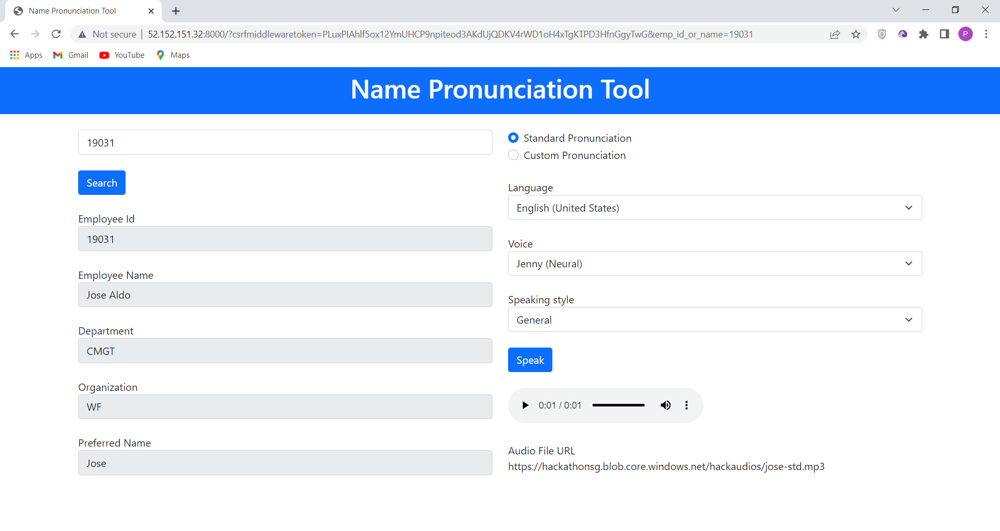 Name Pronunciation Tool
Not secure | 52.152.151.32:8000/?csrfmiddlewaretoken=PLuxPIAhlf5ox12YmUHCP9npiteod3AKdUjQDKV4rWD1oH4xTgKTPD3HfnGgyTwG&emp_id_or_name=19031
P
Apps Gmail YouTube Maps
Name Pronunciation Tool
19031
Search
Employee Id
19031
Employee Name
Jose Aldo
Department
CMGT
Organization
WF
Preferred Name
Jose
Standard Pronunciation
Custom Pronunciation
Language
English (United States)
Voice
Jenny (Neural)
Speaking style
General
Speak
0:01 / 0:01
Audio File URL
https://hackathonsg.blob.core.windows.net/hackaudios/jose-std.mp3